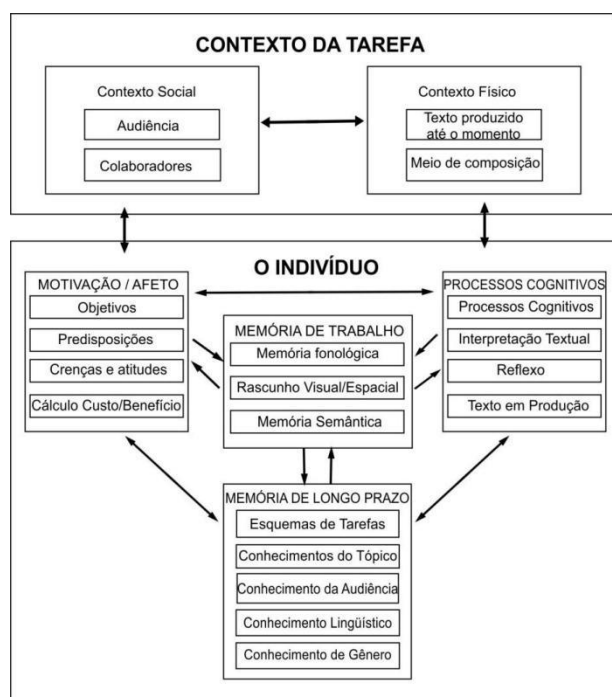 CONTEXTO DA TAREFA
Contexto Social
Audiência
Colaboradores
Contexto Físico
Texto produzido
até o momento
Meio de composição
O INDIVÍDUO
MOTIVAÇÃO / AFETO
Objetivos
Predisposições
Crenças e atitudes
Cálculo Custo/Benefício
MEMÓRIA DE TRABALHO
Memória fonológica
Rascunho Visual/Espacial
Memória Semântica
PROCESSOS COGNITIVOS
Processos Cognitivos
Interpretação Textual
Reflexo
Texto em Produção
MEMÓRIA DE LONGO PRAZO
Esquemas de Tarefas
Conhecimentos do Tópico
Conhecimento da Audiência
Conhecimento Lingüístico
Conhecimento de Gênero